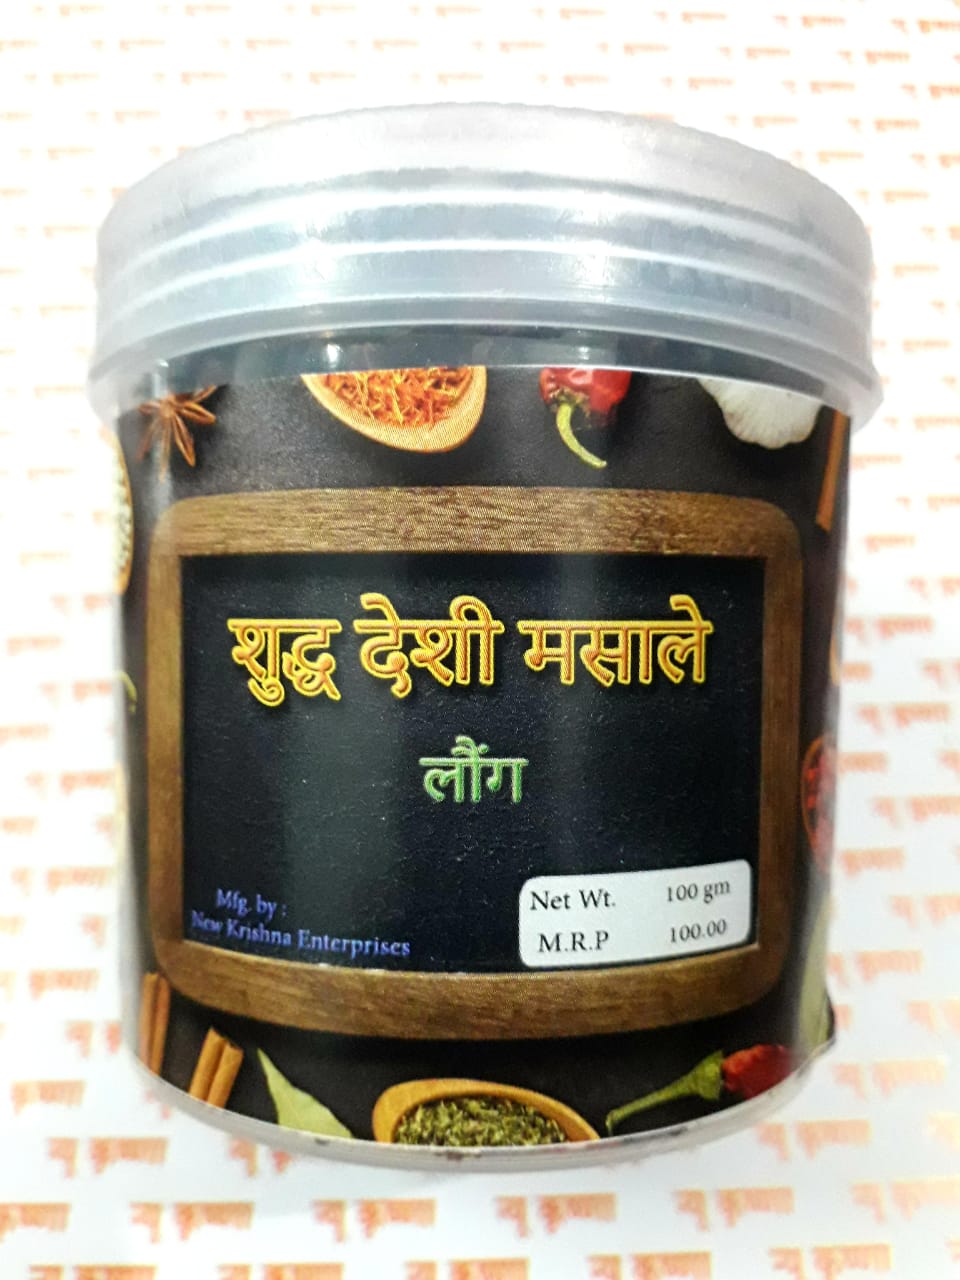 शुद्ध देशी मसाले
लौंग
Mfg. by :
New Krishna Enterprises
Net Wt. 100 gm
M.R.P 100.00
न्यू कृष्णा